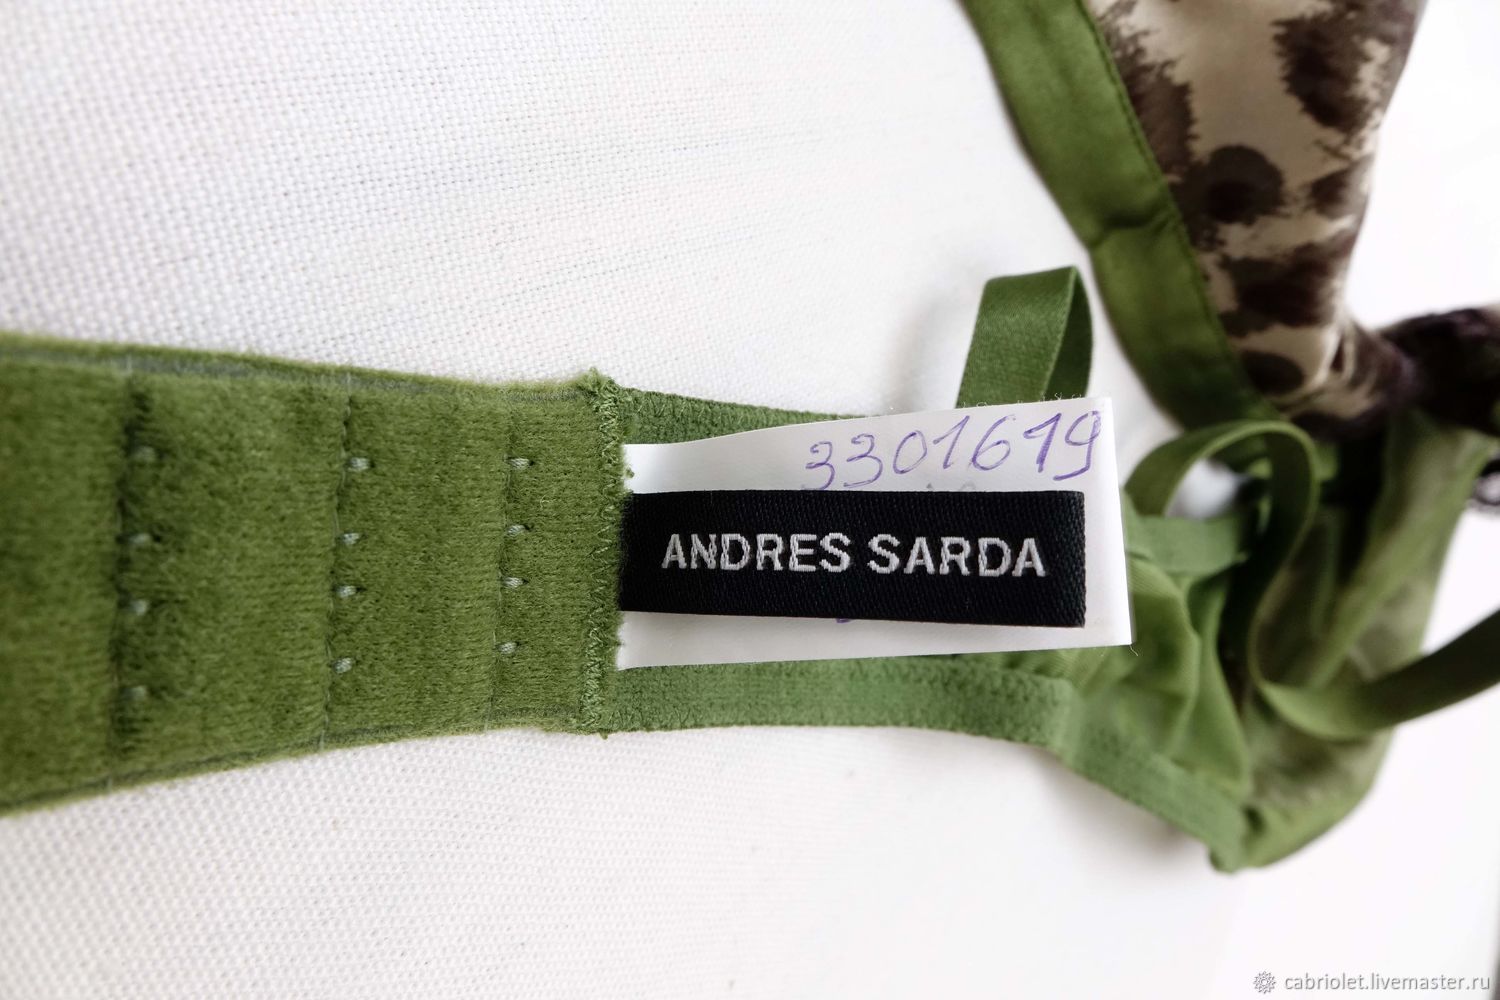 3301619
ANDRES SARDA
cabriolet.livemaster.ru